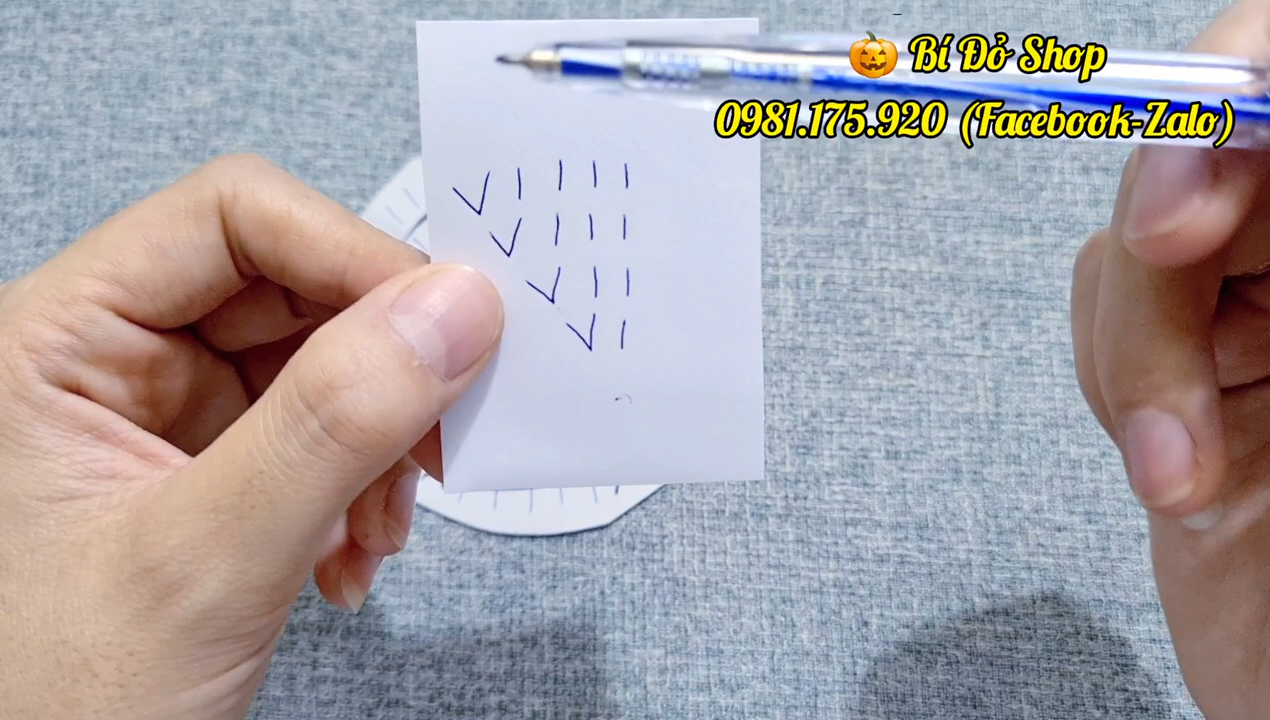 🎃 Bí Đỏ Shop
0981.175.920 (Facebook-Zalo)
V I I I I
V I I I
V I I
V I